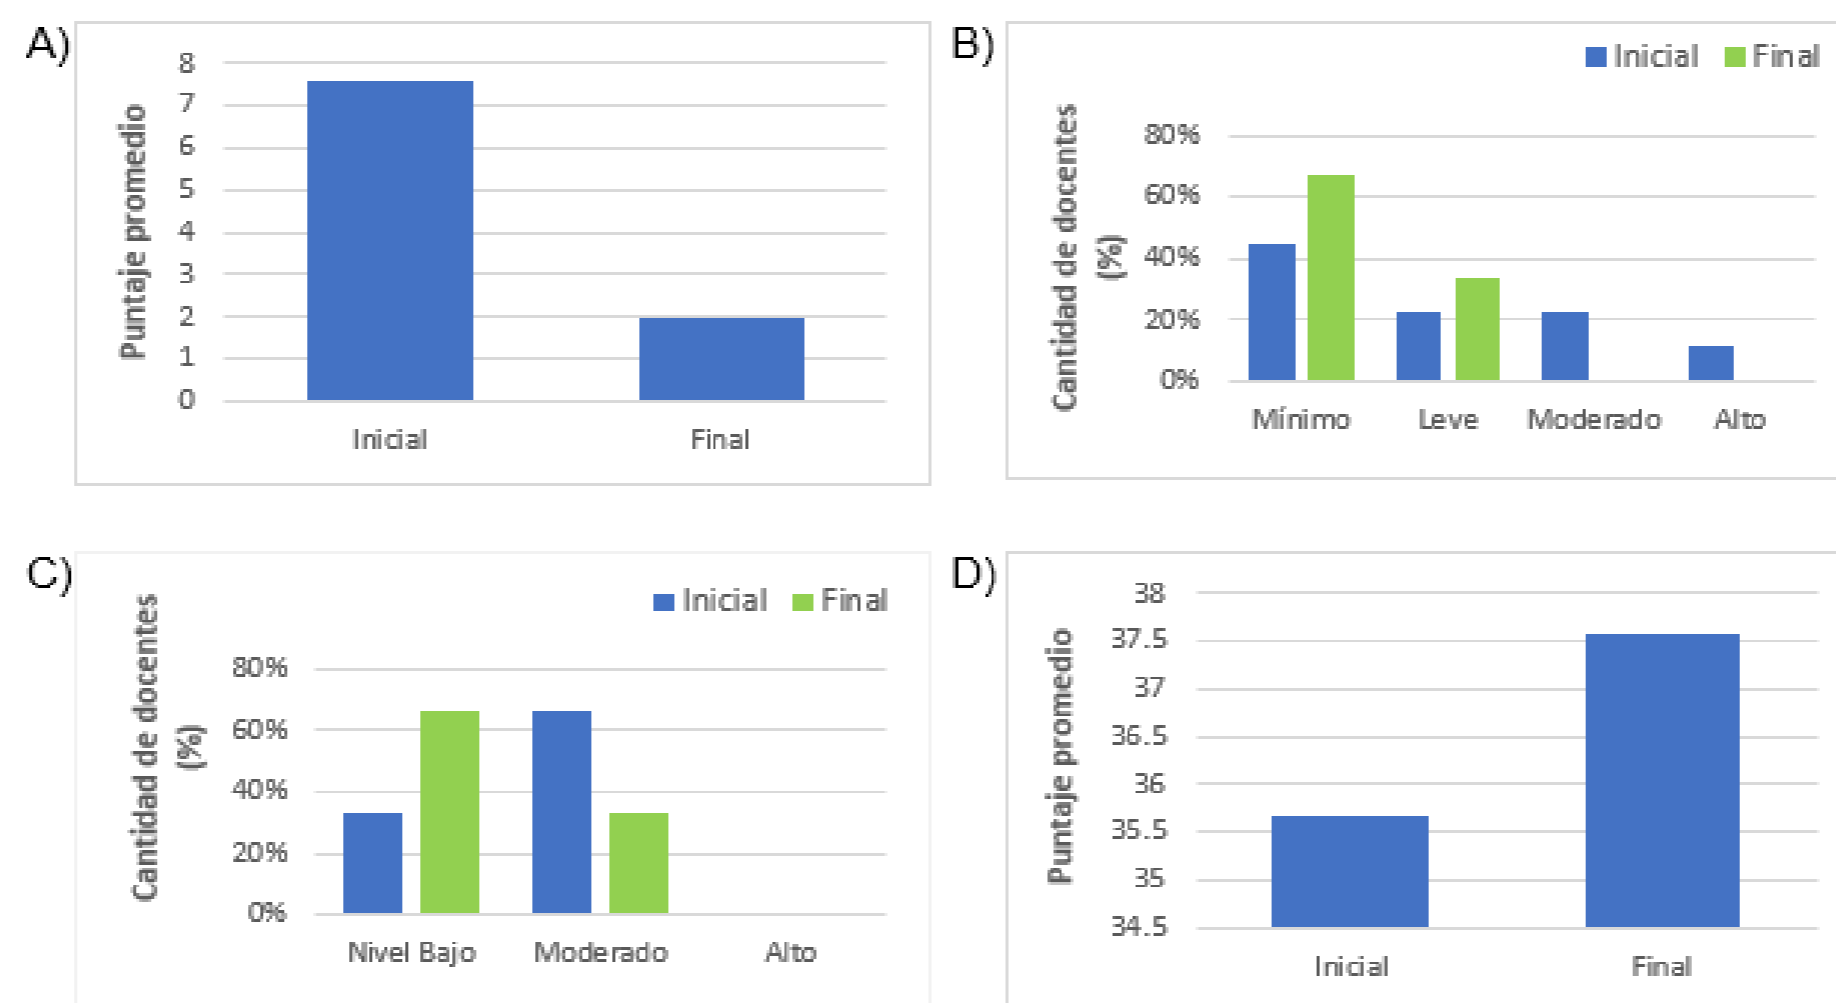 A)
Puntaje promedio
8
7
6
5
4
3
2
1
0
Inicial
Final
B)
Inicial
Final
Cantidad de docentes
(%)
80%
60%
40%
20%
0%
Mínimo
Leve
Moderado
Alto
C)
Inicial
Final
Cantidad de docentes
(%)
80%
60%
40%
20%
0%
Nivel Bajo
Moderado
Alto
D)
Puntaje promedio
38
37.5
37
36.5
36
35.5
35
34.5
Inicial
Final